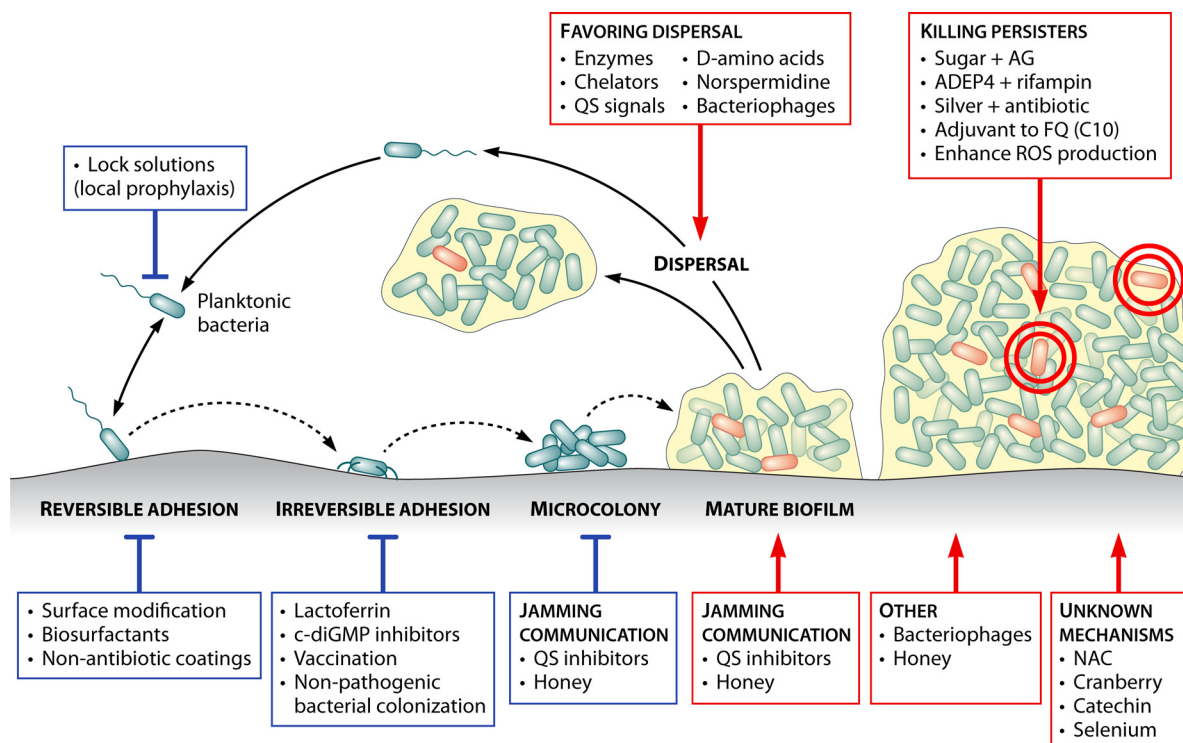 FAVORING DISPERSAL
• Enzymes
• Chelators
• QS signals
• D-amino acids
• Norspermidine
• Bacteriophages
KILLING PERSISTERS
• Sugar + AG
• ADEP4 + rifampin
• Silver + antibiotic
• Adjuvant to FQ (C10)
• Enhance ROS production
• Lock solutions
(local prophylaxis)
DISPERSAL
Planktonic
bacteria
REVERSIBLE ADHESION
IRREVERSIBLE ADHESION
MICROCOLONY
MATURE BIOFILM
• Surface modification
• Biosurfactants
• Non-antibiotic coatings
• Lactoferrin
• c-diGMP inhibitors
• Vaccination
• Non-pathogenic
bacterial colonization
JAMMING
COMMUNICATION
• QS inhibitors
• Honey
JAMMING
COMMUNICATION
• QS inhibitors
• Honey
OTHER
• Bacteriophages
• Honey
UNKNOWN
MECHANISMS
• NAC
• Cranberry
• Catechin
• Selenium